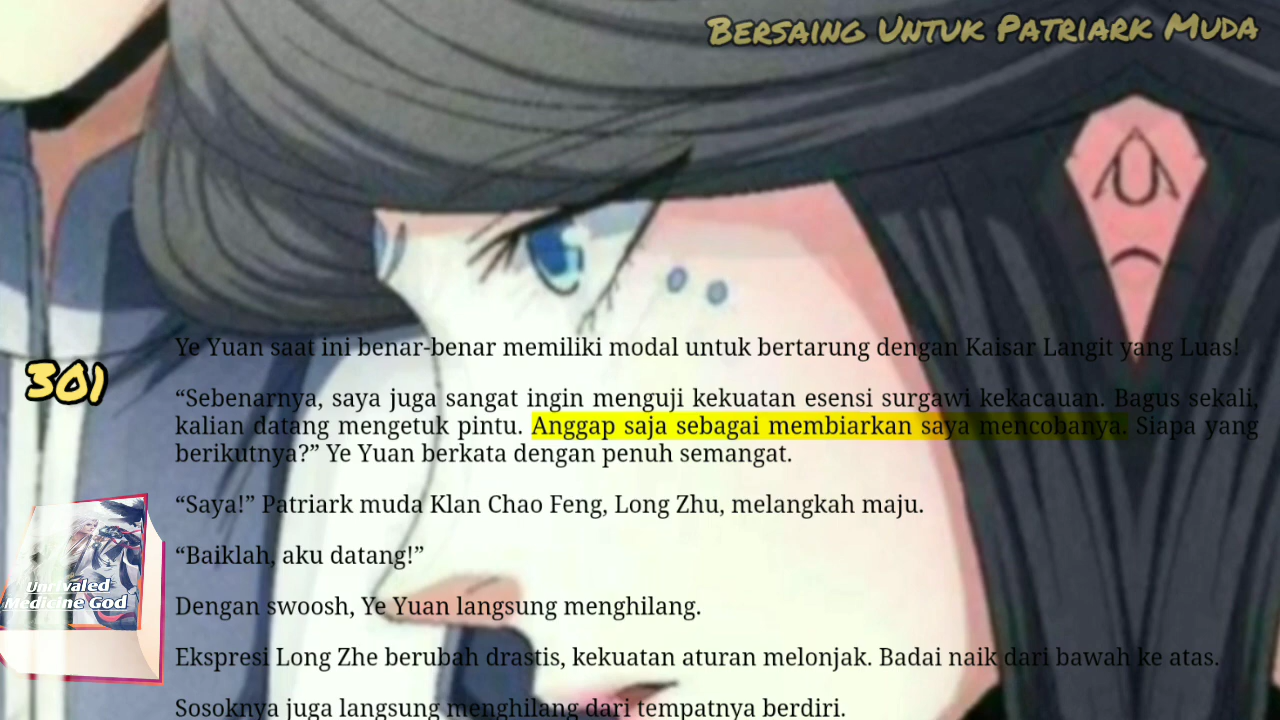 Bersaing Untuk Patriark Muda
Ye Yuan saat ini benar-benar memiliki modal untuk bertarung dengan Kaisar Langit yang Luas!
301
“Sebenarnya, saya juga sangat ingin menguji kekuatan esensi surgawi kekacauan. Bagus sekali,
kalian datang mengetuk pintu. Anggap saja sebagai membiarkan saya mencobanya. Siapa yang
berikutnya?” Ye Yuan berkata dengan penuh semangat.
“Saya!” Patriark muda Klan Chao Feng, Long Zhu, melangkah maju.
“Baiklah, aku datang!”
Unrivaled
Medicine God
Dengan swoosh, Ye Yuan langsung menghilang.
Ekspresi Long Zhe berubah drastis, kekuatan aturan melonjak. Badai naik dari bawah ke atas.
Sosoknya juga langsung menghilang dari tempatnya berdiri.